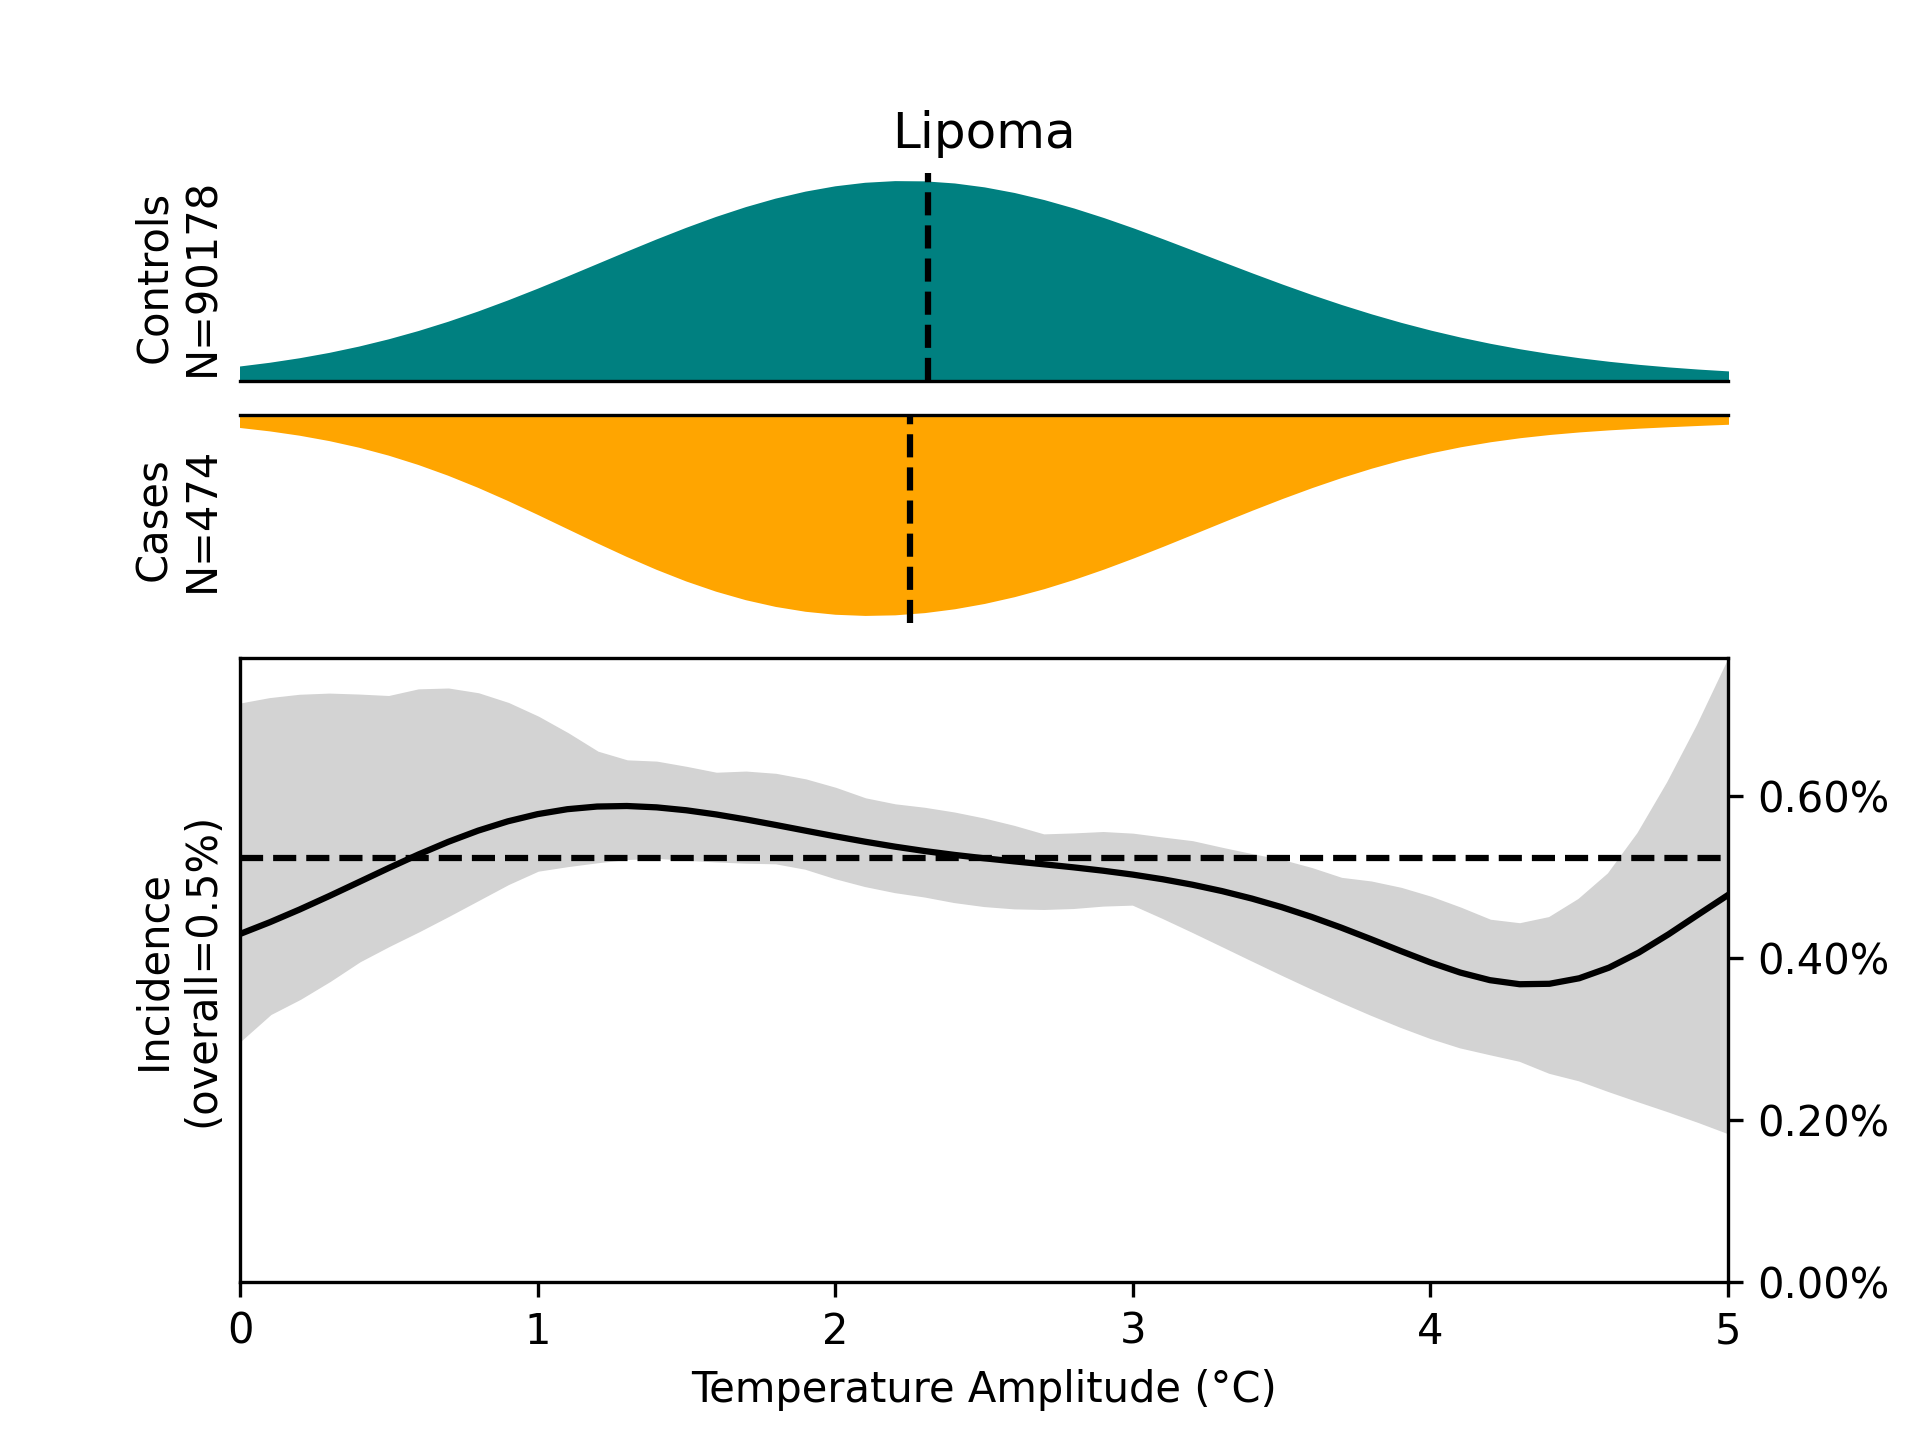 Lipoma
Controls
N=90178
Cases
N=474
Incidence
(overall=0.5%)
0.60%
0.40%
0.20%
0.00%
0 1 2 3 4 5
Temperature Amplitude (°C)